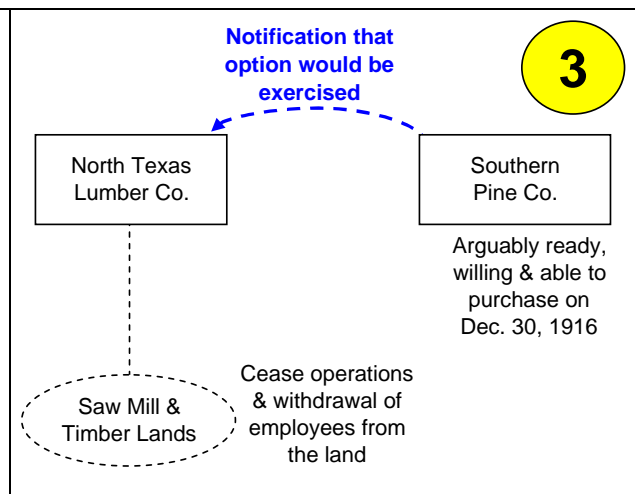 Notification that
option would be
exercised
3
North Texas
Lumber Co.
Southern
Pine Co.
Arguably ready,
willing & able to
purchase on
Dec. 30, 1916
Saw Mill &
Timber Lands
Cease operations
& withdrawal of
employees from
the land